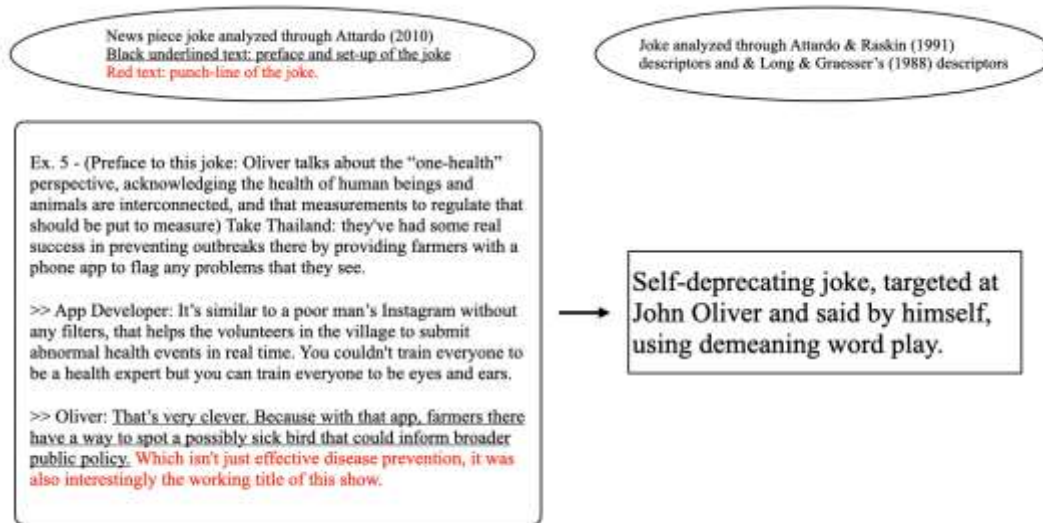 News piece joke analyzed through Attardo (2010)
Black underlined text: preface and set-up of the joke
Red text: punch-line of the joke.
Joke analyzed through Attardo & Raskin (1991)
descriptors and & Long & Graesser's (1988) descriptors
Ex. 5 - (Preface to this joke: Oliver talks about the “one-health”
perspective, acknowledging the health of human beings and
animals are interconnected, and that measurements to regulate that
should be put to measure) Take Thailand: they've had some real
success in preventing outbreaks there by providing farmers with a
phone app to flag any problems that they see.
>> App Developer: It’s similar to a poor man’s Instagram without
any filters, that helps the volunteers in the village to submit
abnormal health events in real time. You couldn't train everyone to
be a health expert but you can train everyone to be eyes and ears.
>> Oliver: That’s very clever. Because with that app, farmers there
have a way to spot a possibly sick bird that could inform broader
public policy. Which isn't just effective disease prevention, it was
also interestingly the working title of this show.
Self-deprecating joke, targeted at
John Oliver and said by himself,
using demeaning word play.